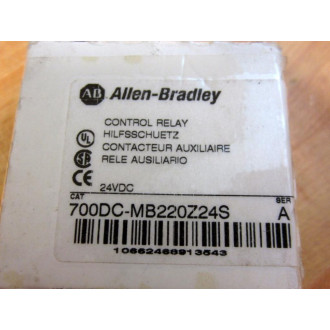 AB Allen-Bradley
CONTROL RELAY
HILFSSCHUETZ
CONTACTEUR AUXILIAIRE
RELE AUSILIARIO
24VDC
CAT SER
700DC-MB220Z24S A
10662468913543